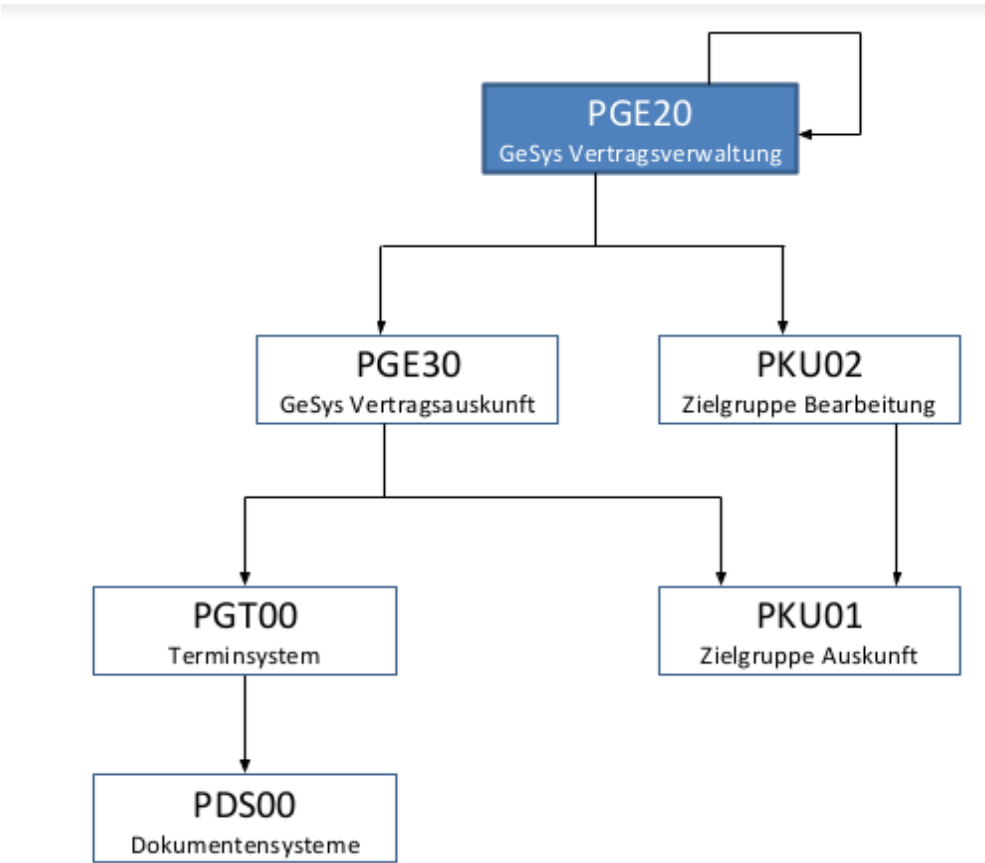 PGE20
GeSys Vertragsverwaltung
PGE30
GeSys Vertragsauskunft
PKU02
Zielgruppe Bearbeitung
PGT00
Terminsystem
PKU01
Zielgruppe Auskunft
PDS00
Dokumentensysteme